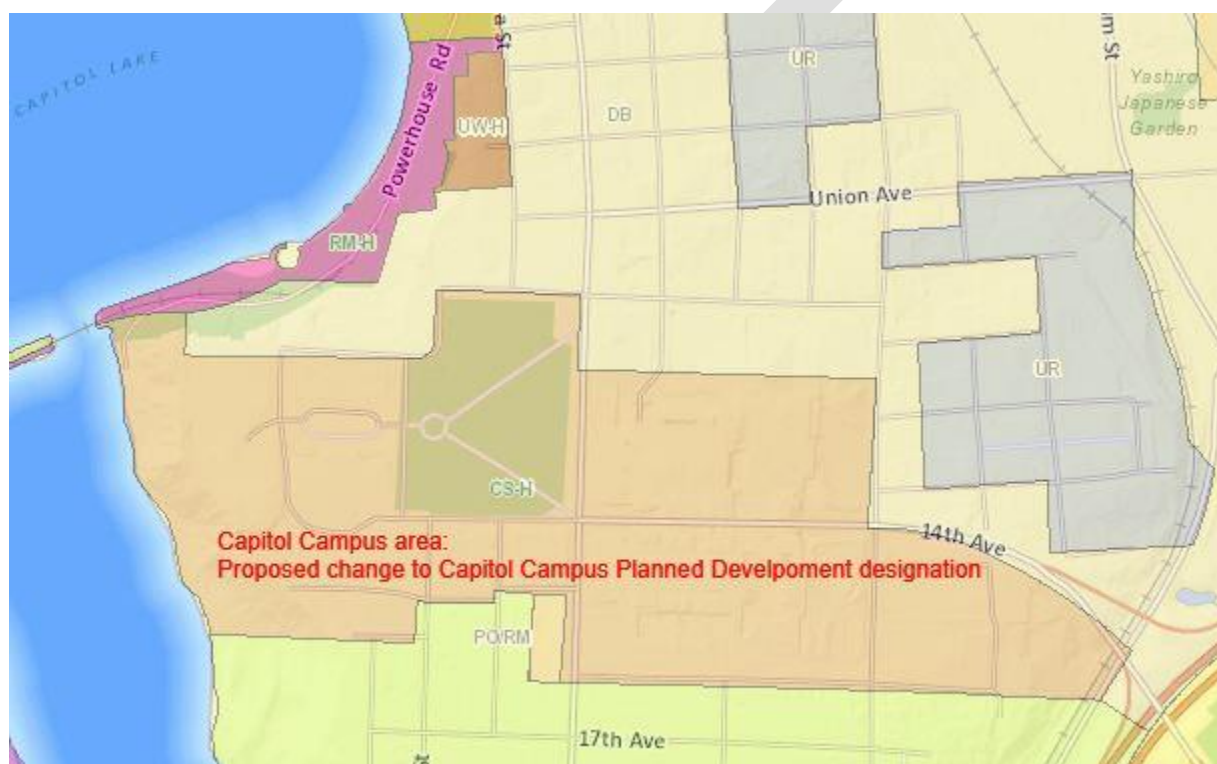 CAPITOL LAKE
Powerhouse Rd
a St
UR
um St
Yashiro
Japanese
Garden
DB
UW-H
Union Ave
RM-H
UR
CS-H
14th Ave
Capitol Campus area:
Proposed change to Capitol Campus Planned Develpoment designation
PO/RM
17th Ave